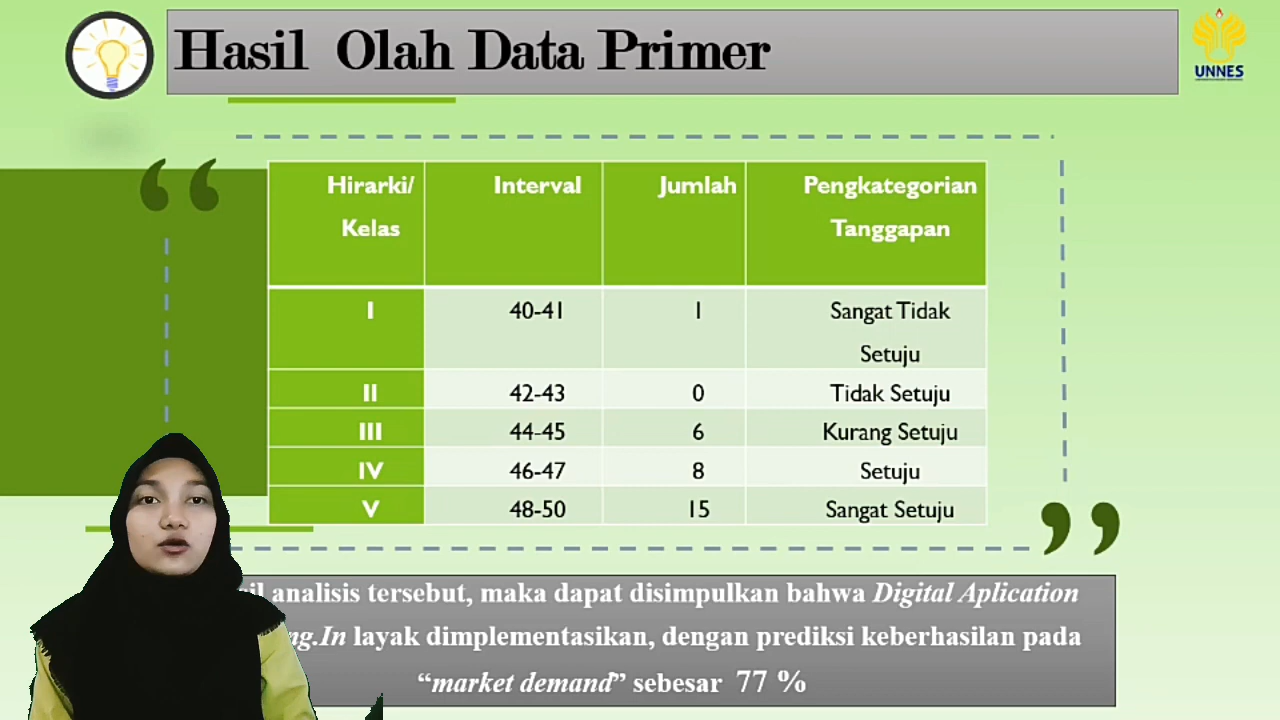 Hasil Olah Data Primer
UNNES
Hirarki/ Kelas Interval Jumlah Pengkategorian Tanggapan
I 40-41 1 Sangat Tidak Setuju
II 42-43 0 Tidak Setuju
III 44-45 6 Kurang Setuju
IV 46-47 8 Setuju
V 48-50 15 Sangat Setuju
analisis tersebut, maka dapat disimpulkan bahwa Digital Aplication
layak dimplementasikan, dengan prediksi keberhasilan pada
“market demand” sebesar 77 %